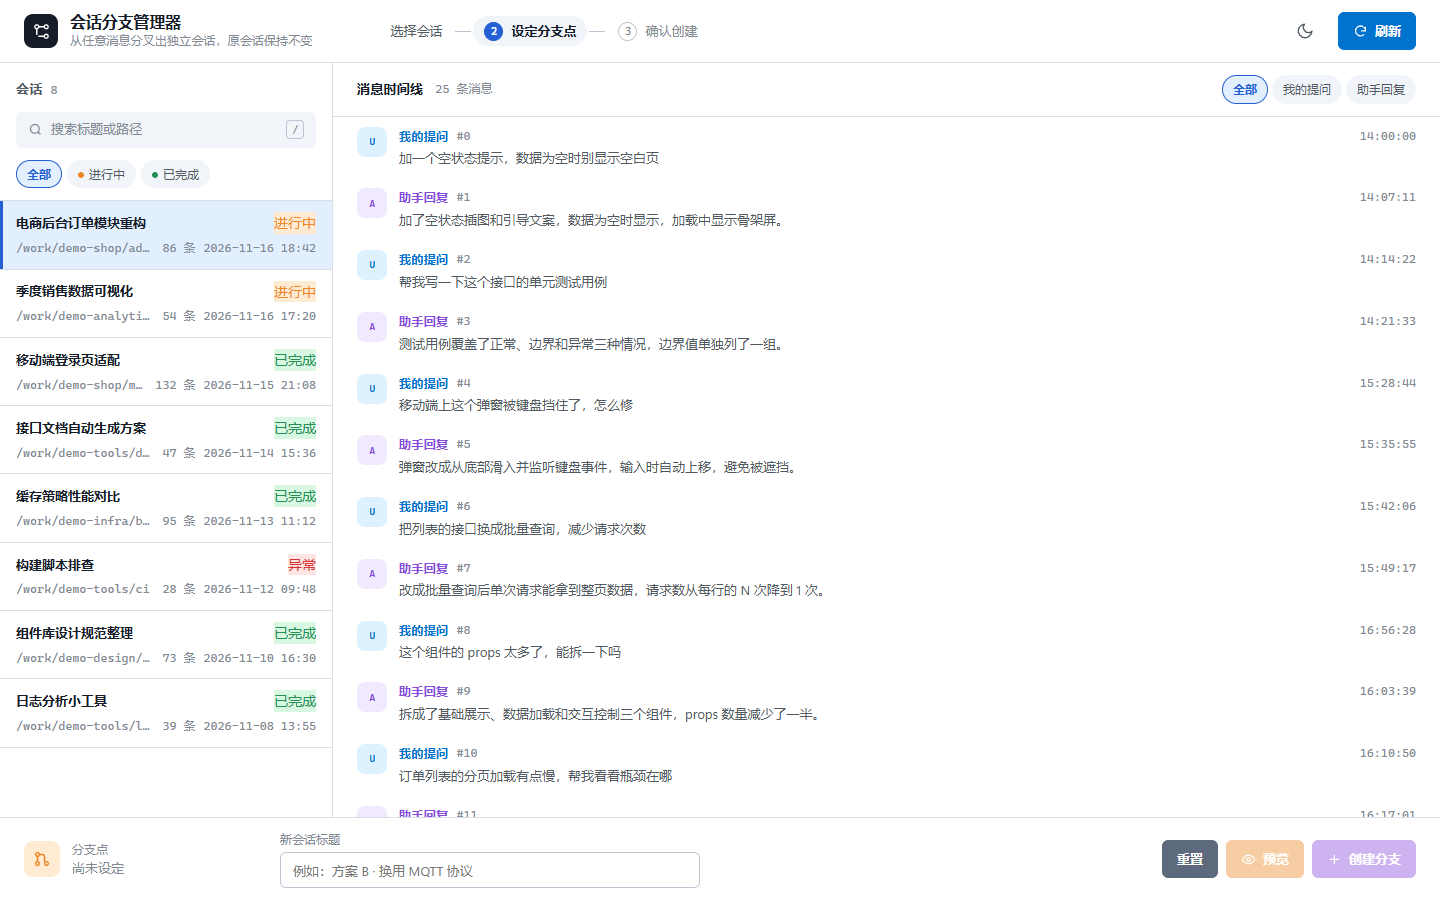 会话分支管理器
从任意消息分叉出独立会话，原会话保持不变
选择会话
2 设定分支点
3 确认创建
刷新
会话 8
搜索标题或路径 /
全部 进行中 已完成
电商后台订单模块重构 进行中
/work/demo-shop/ad… 86 条 2026-11-16 18:42
季度销售数据可视化 进行中
/work/demo-analyti… 54 条 2026-11-16 17:20
移动端登录页适配 已完成
/work/demo-shop/m… 132 条 2026-11-15 21:08
接口文档自动生成方案 已完成
/work/demo-tools/d… 47 条 2026-11-14 15:36
缓存策略性能对比 已完成
/work/demo-infra/b… 95 条 2026-11-13 11:12
构建脚本排查 异常
/work/demo-tools/ci 28 条 2026-11-12 09:48
组件库设计规范整理 已完成
/work/demo-design/… 73 条 2026-11-10 16:30
日志分析小工具 已完成
/work/demo-tools/l… 39 条 2026-11-08 13:55
消息时间线 25 条消息
全部 我的提问 助手回复
U 我的提问 #0 14:00:00
加一个空状态提示，数据为空时别显示空白页
A 助手回复 #1 14:07:11
加了空状态插图和引导文案，数据为空时显示，加载中显示骨架屏。
U 我的提问 #2 14:14:22
帮我写一下这个接口的单元测试用例
A 助手回复 #3 14:21:33
测试用例覆盖了正常、边界和异常三种情况，边界值单独列了一组。
U 我的提问 #4 15:28:44
移动端上这个弹窗被键盘挡住了，怎么修
A 助手回复 #5 15:35:55
弹窗改成从底部滑入并监听键盘事件，输入时自动上移，避免被遮挡。
U 我的提问 #6 15:42:06
把列表的接口换成批量查询，减少请求次数
A 助手回复 #7 15:49:17
改成批量查询后单次请求能拿到整页数据，请求数从每行的 N 次降到 1 次。
U 我的提问 #8 16:56:28
这个组件的 props 太多了，能拆一下吗
A 助手回复 #9 16:03:39
拆成了基础展示、数据加载和交互控制三个组件，props 数量减少了一半。
U 我的提问 #10 16:10:50
订单列表的分页加载有点慢，帮我看看瓶颈在哪
助手回复 #11 16:17:01
分支点
尚未设定
新会话标题
例如：方案 B · 换用 MQTT 协议
重置 预览 创建分支